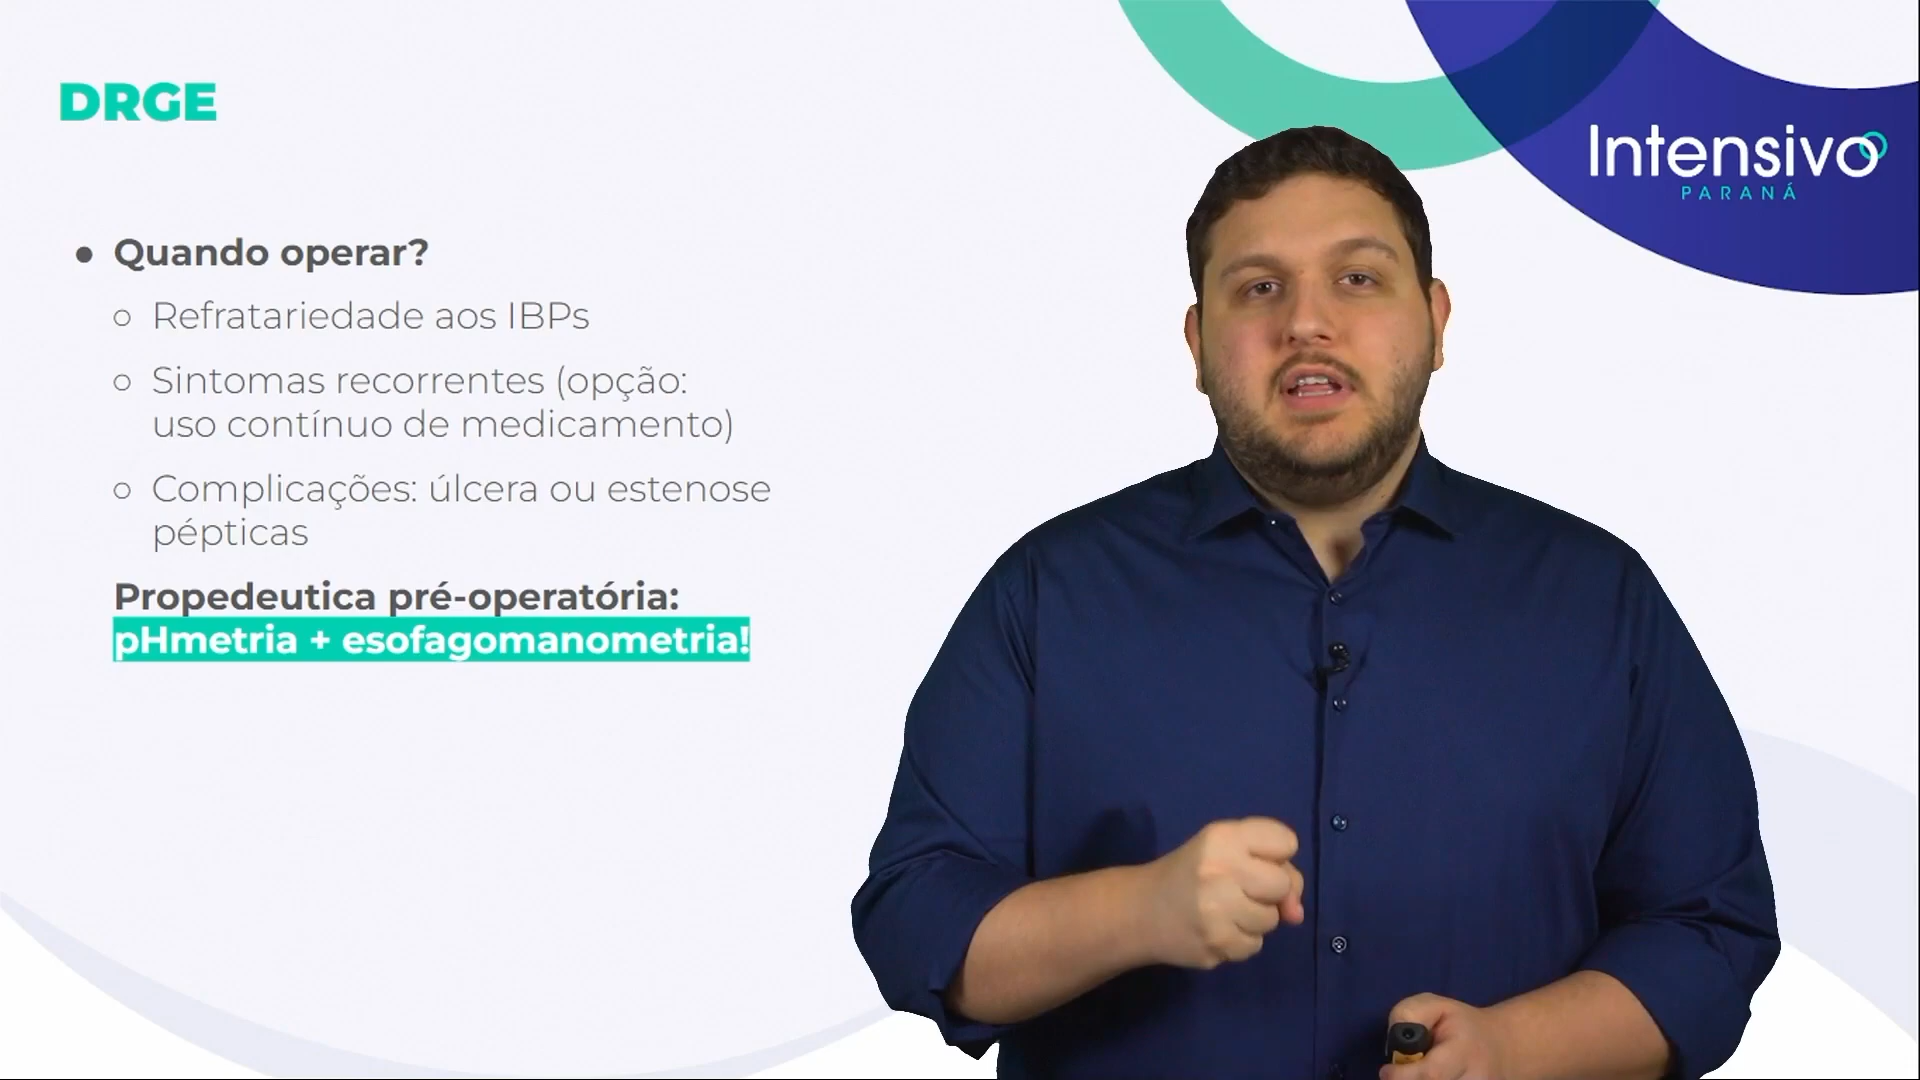 DRGE
Intensivo
PARANÁ
● Quando operar?
○ Refratariedade aos IBPs
○ Sintomas recorrentes (opção:
uso contínuo de medicamento)
○ Complicações: úlcera ou estenose
pépticas
Propedeutica pré-operatória:
pHmetria + esofagomanometria!